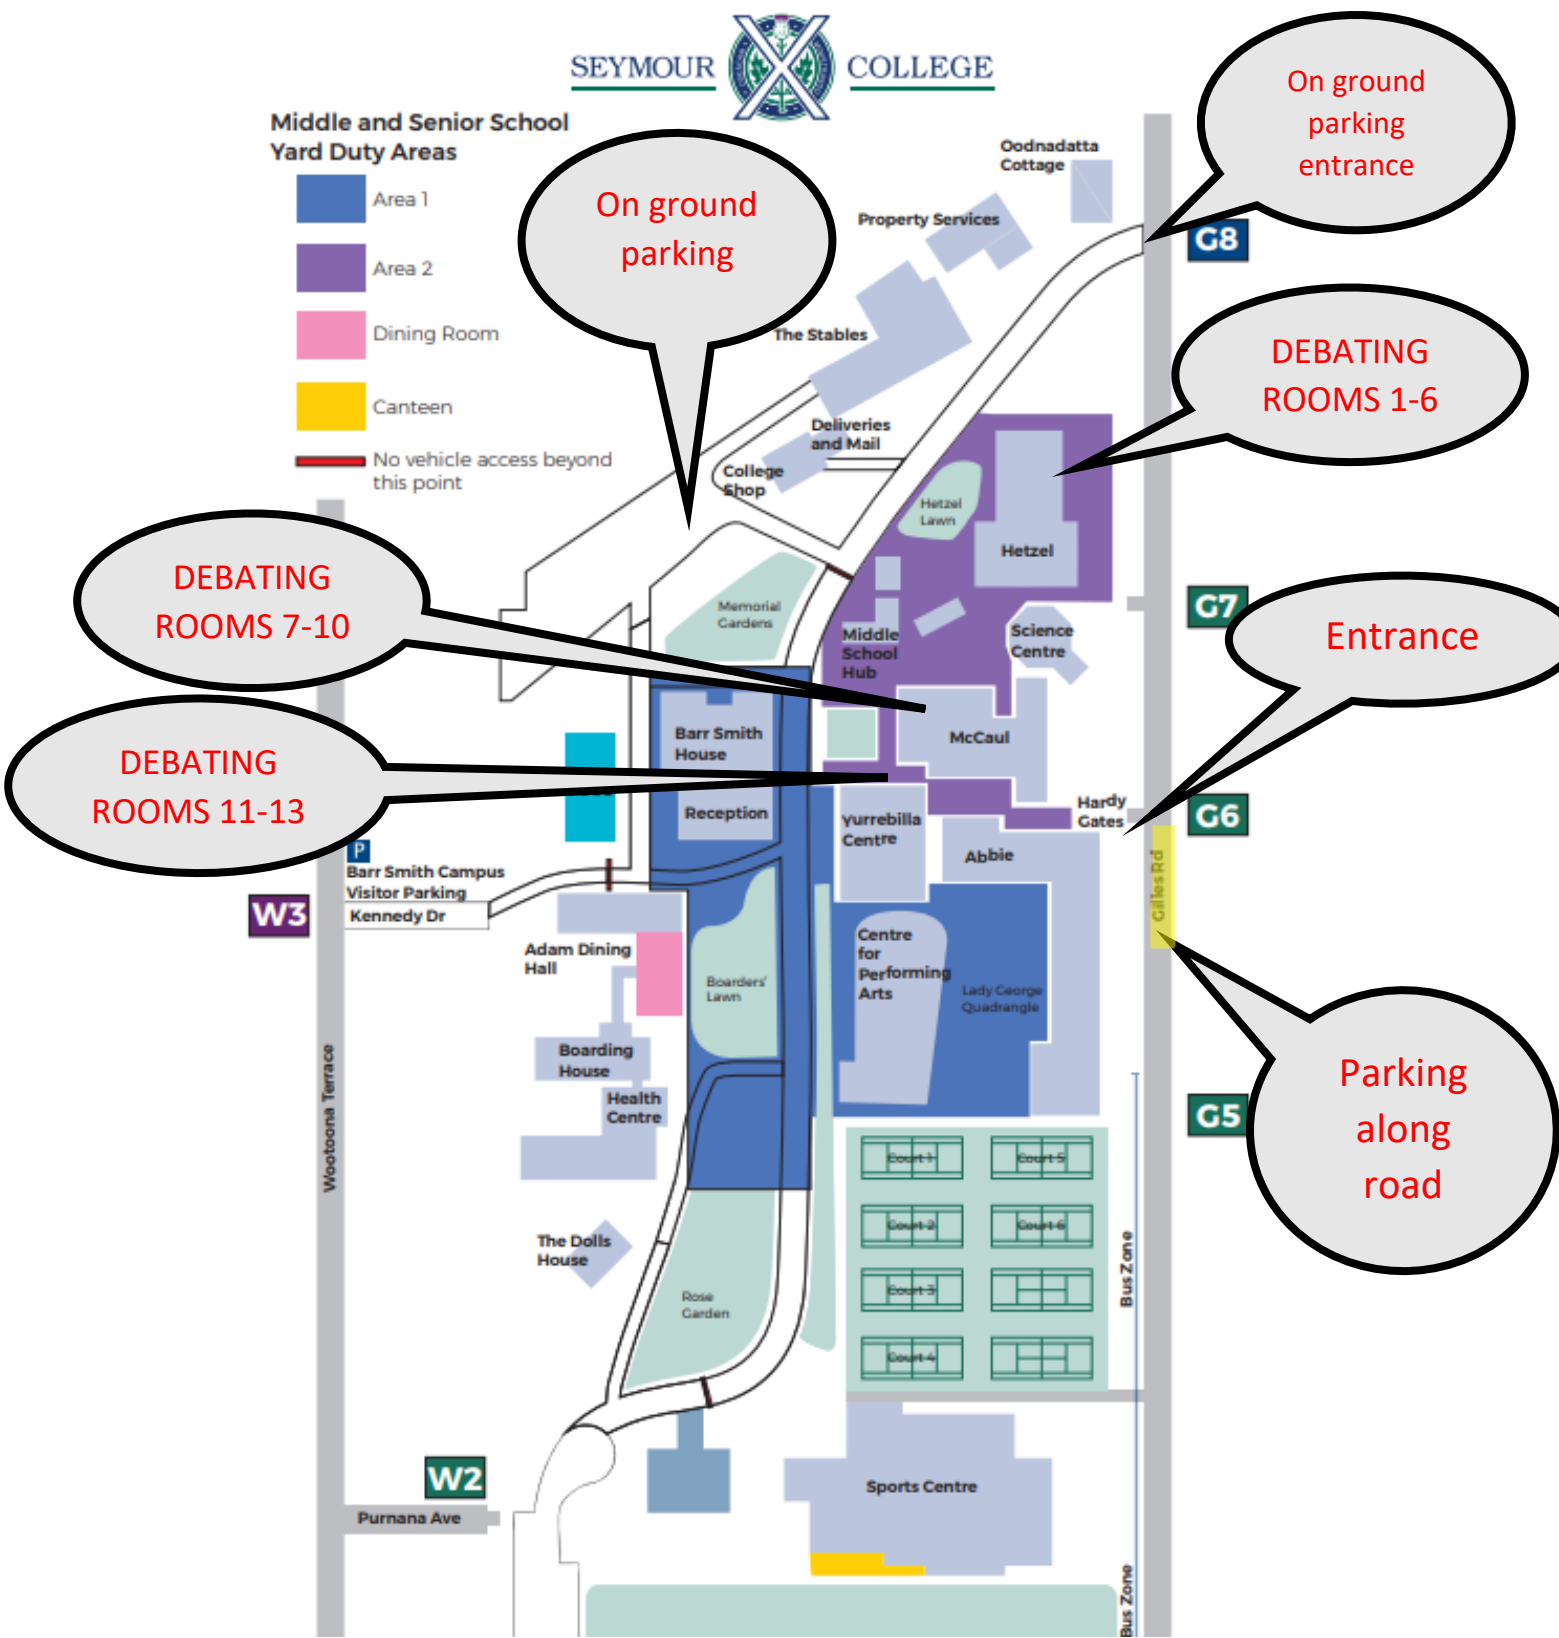 SEYMOUR COLLEGE
Middle and Senior School
Yard Duty Areas
Area 1
Area 2
Dining Room
Canteen
No vehicle access beyond
this point
On ground
parking
On ground
parking
entrance
Oodnadatta
Cottage
Property Services
G8
The Stables
DEBATING
ROOMS 1-6
Deliveries
and Mail
College
Shop
Hetzel
Lawn
Hetzel
DEBATING
ROOMS 7-10
Memorial
Gardens
Middle
School
Hub
Science
Centre
G7
Entrance
DEBATING
ROOMS 11-13
Barr Smith
House
McCaul
Reception
Yurrebilla
Centre
Hardy
Gates
G6
Abbie
Gilles Rd
P
Barr Smith Campus
Visitor Parking
W3
Kennedy Dr
Adam Dining
Hall
Boarders'
Lawn
Centre
for
Performing
Arts
Lady George
Quadrangle
Boarding
House
Health
Centre
Wootoona Terrace
G5
Parking
along
road
Court 1
Court 5
Court 2
Court 6
Court 3
Court 4
The Dolls
House
Rose
Garden
Bus Zone
W2
Purnana Ave
Sports Centre
Bus Zone